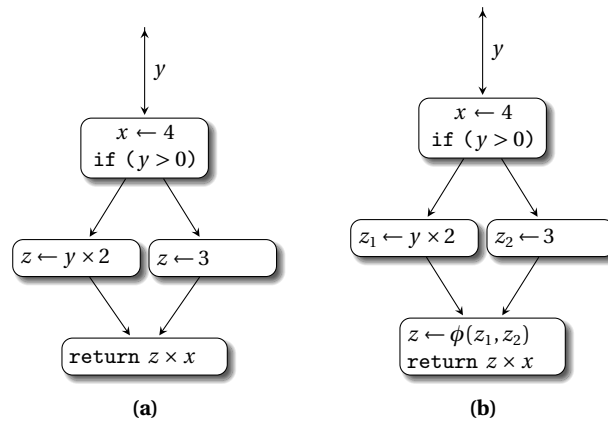 y
x ← 4
if (y > 0)
z ← y × 2
z ← 3
return z × x
(a)
y
x ← 4
if (y > 0)
z₁ ← y × 2
z₂ ← 3
z ← ϕ(z₁, z₂)
return z × x
(b)